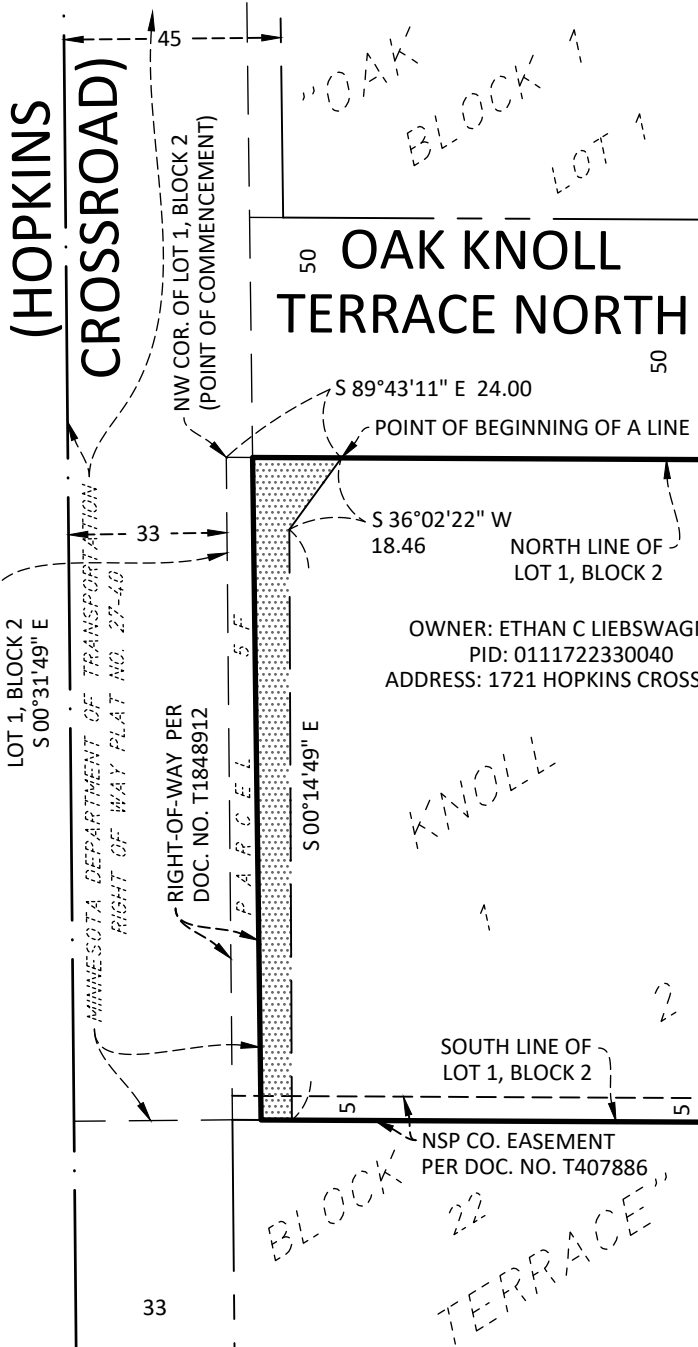 45
(HOPKINS
CROSSROAD)
"OAK
BLOCK 1
LOT 1
NW COR. OF LOT 1, BLOCK 2
(POINT OF COMMENCEMENT)
50
OAK KNOLL
TERRACE NORTH
50
S 89°43'11" E 24.00
POINT OF BEGINNING OF A LINE
33
S 36°02'22" W
18.46
NORTH LINE OF
LOT 1, BLOCK 2
LOT 1, BLOCK 2
S 00°31'49" E
MINNESOTA DEPARTMENT OF TRANSPORTATION
RIGHT OF WAY PLAT NO. 27-40
RIGHT-OF-WAY PER
DOC. NO. T1848912
PARCEL 5F
S 00°14'49" E
OWNER: ETHAN C LIEBSWAG
PID: 0111722330040
ADDRESS: 1721 HOPKINS CROSS
KNOLL
1
2
SOUTH LINE OF
LOT 1, BLOCK 2
5
5
NSP CO. EASEMENT
PER DOC. NO. T407886
BLOCK
22
TERRACE"
33